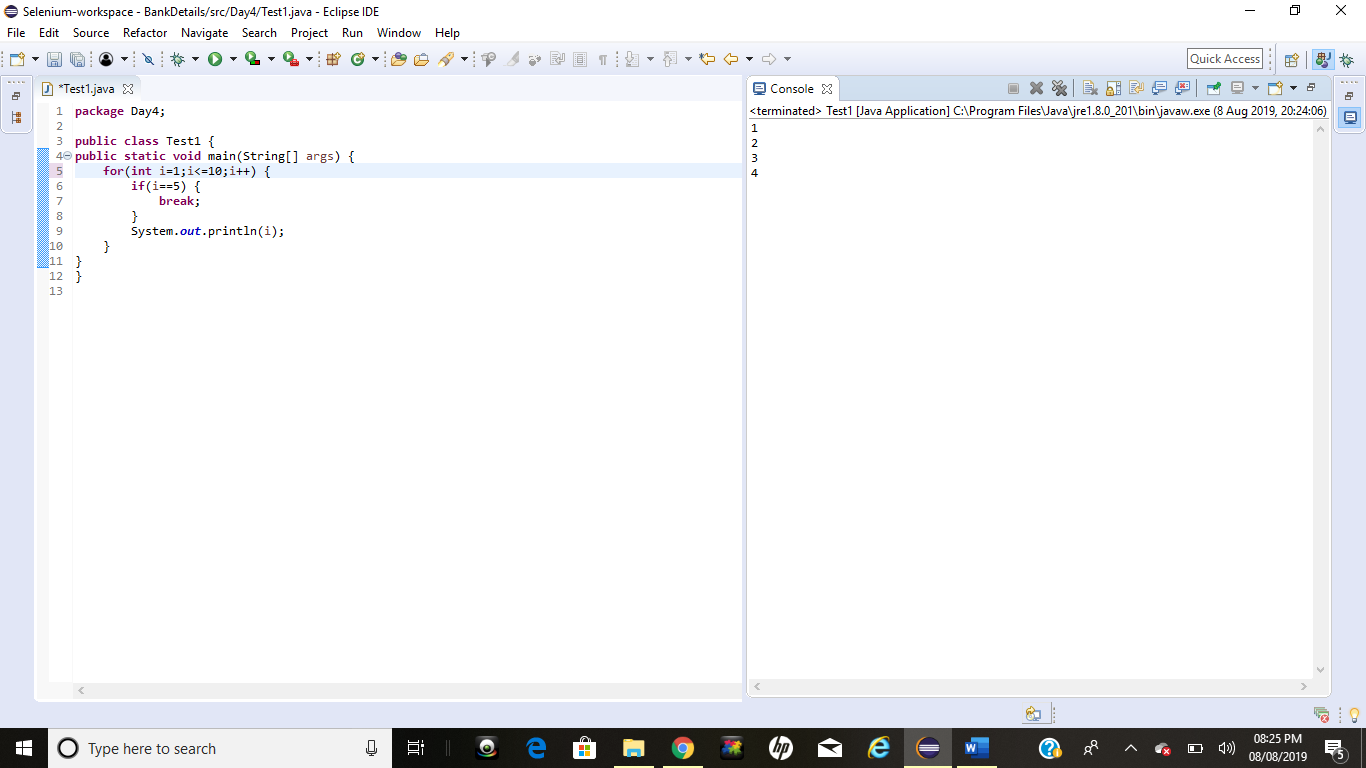 Selenium-workspace - BankDetails/src/Day4/Test1.java - Eclipse IDE
File Edit Source Refactor Navigate Search Project Run Window Help
Quick Access
*Test1.java
1 package Day4;
2
3 public class Test1 {
4 public static void main(String[] args) {
5     for(int i=1;i<=10;i++) {
6         if(i==5) {
7             break;
8         }
9         System.out.println(i);
10     }
11 }
12 }
13
Console
<terminated> Test1 [Java Application] C:\Program Files\Java\jre1.8.0_201\bin\javaw.exe (8 Aug 2019, 20:24:06)
1
2
3
4
Type here to search
hp
W
08:25 PM
08/08/2019
5